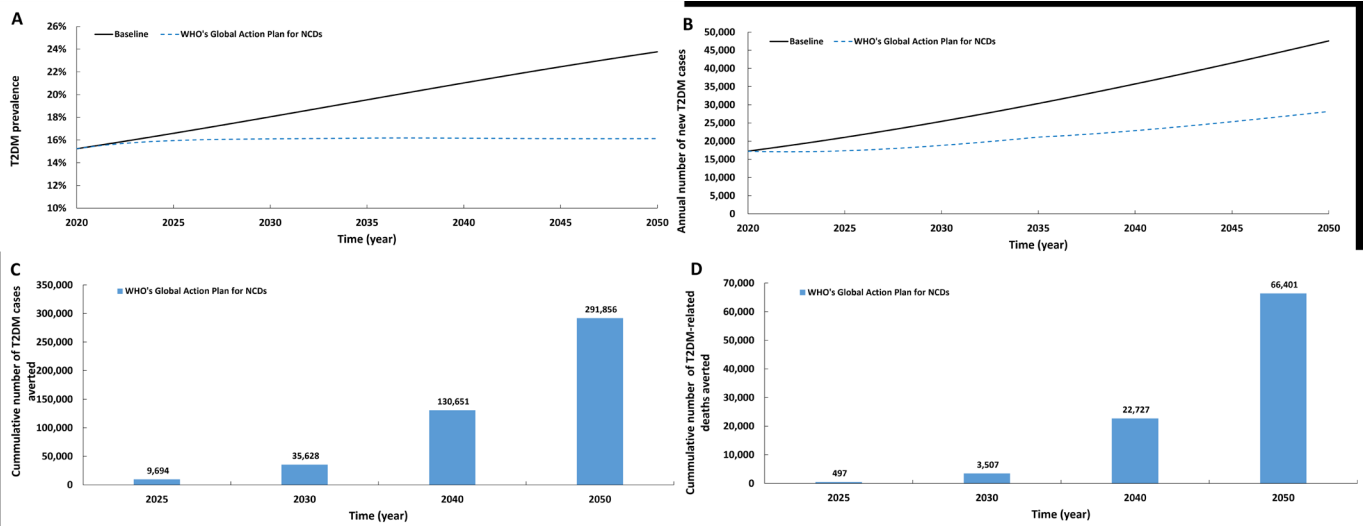 A
26%
24%
22%
20%
18%
16%
14%
12%
10%
T2DM prevalence
Baseline
WHO's Global Action Plan for NCDs
2020 2025 2030 2035 2040 2045 2050
Time (year)
B
50,000
45,000
40,000
35,000
30,000
25,000
20,000
15,000
10,000
5,000
0
Annual number of new T2DM cases
Baseline
WHO's Global Action Plan for NCDs
2020 2025 2030 2035 2040 2045 2050
Time (year)
C
350,000
300,000
250,000
200,000
150,000
100,000
50,000
0
Cummulative number of T2DM cases
averted
WHO's Global Action Plan for NCDs
9,694
35,628
130,651
291,856
2025 2030 2040 2050
Time (year)
D
70,000
60,000
50,000
40,000
30,000
20,000
10,000
0
Cummulative number of T2DM-related
deaths averted
WHO's Global Action Plan for NCDs
497
3,507
22,727
66,401
2025 2030 2040 2050
Time (year)